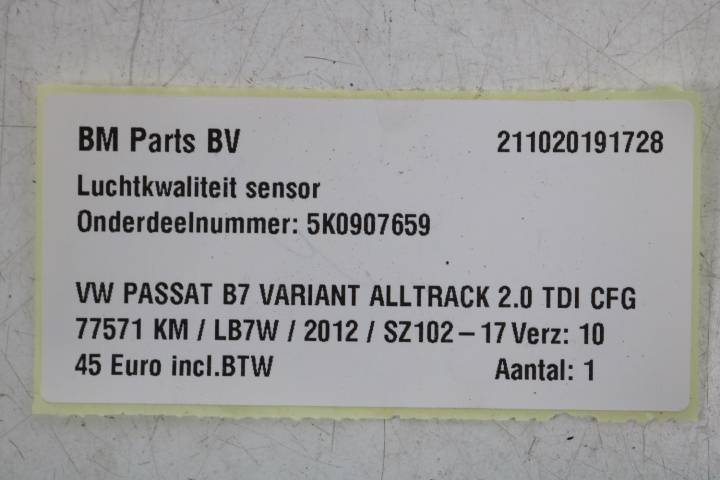 BM Parts BV 211020191728
Luchtkwaliteit sensor
Onderdeelnummer: 5K0907659
VW PASSAT B7 VARIANT ALLTRACK 2.0 TDI CFG
77571 KM / LB7W / 2012 / SZ102-17 Verz: 10
45 Euro incl.BTW Aantal: 1